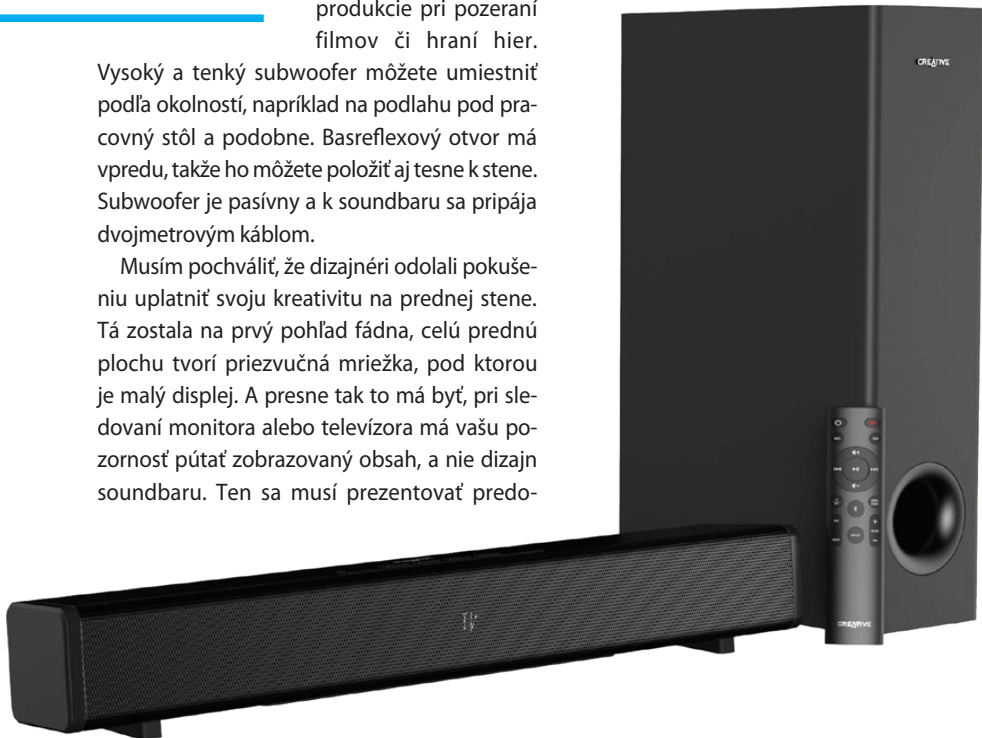 produkcie pri pozeraní
filmov či hraní hier.
Vysoký a tenký subwoofer môžete umiestniť
podľa okolností, napríklad na podlahu pod pra-
covný stôl a podobne. Basreflexový otvor má
vpredu, takže ho môžete položiť aj tesne k stene.
Subwoofer je pasívny a k soundbaru sa pripája
dvojmetrovým káblom.
Musím pochváliť, že dizajnéri odolali pokuše-
niu uplatniť svoju kreativitu na prednej stene.
Tá zostala na prvý pohľad fádna, celú prednú
plochu tvorí priezvučná mriežka, pod ktorou
je malý displej. A presne tak to má byť, pri sle-
dovaní monitora alebo televízora má vašu po-
zornosť pútať zobrazovaný obsah, a nie dizajn
soundbaru. Ten sa musí prezentovať predo-
CREATIVE
CREATIVE